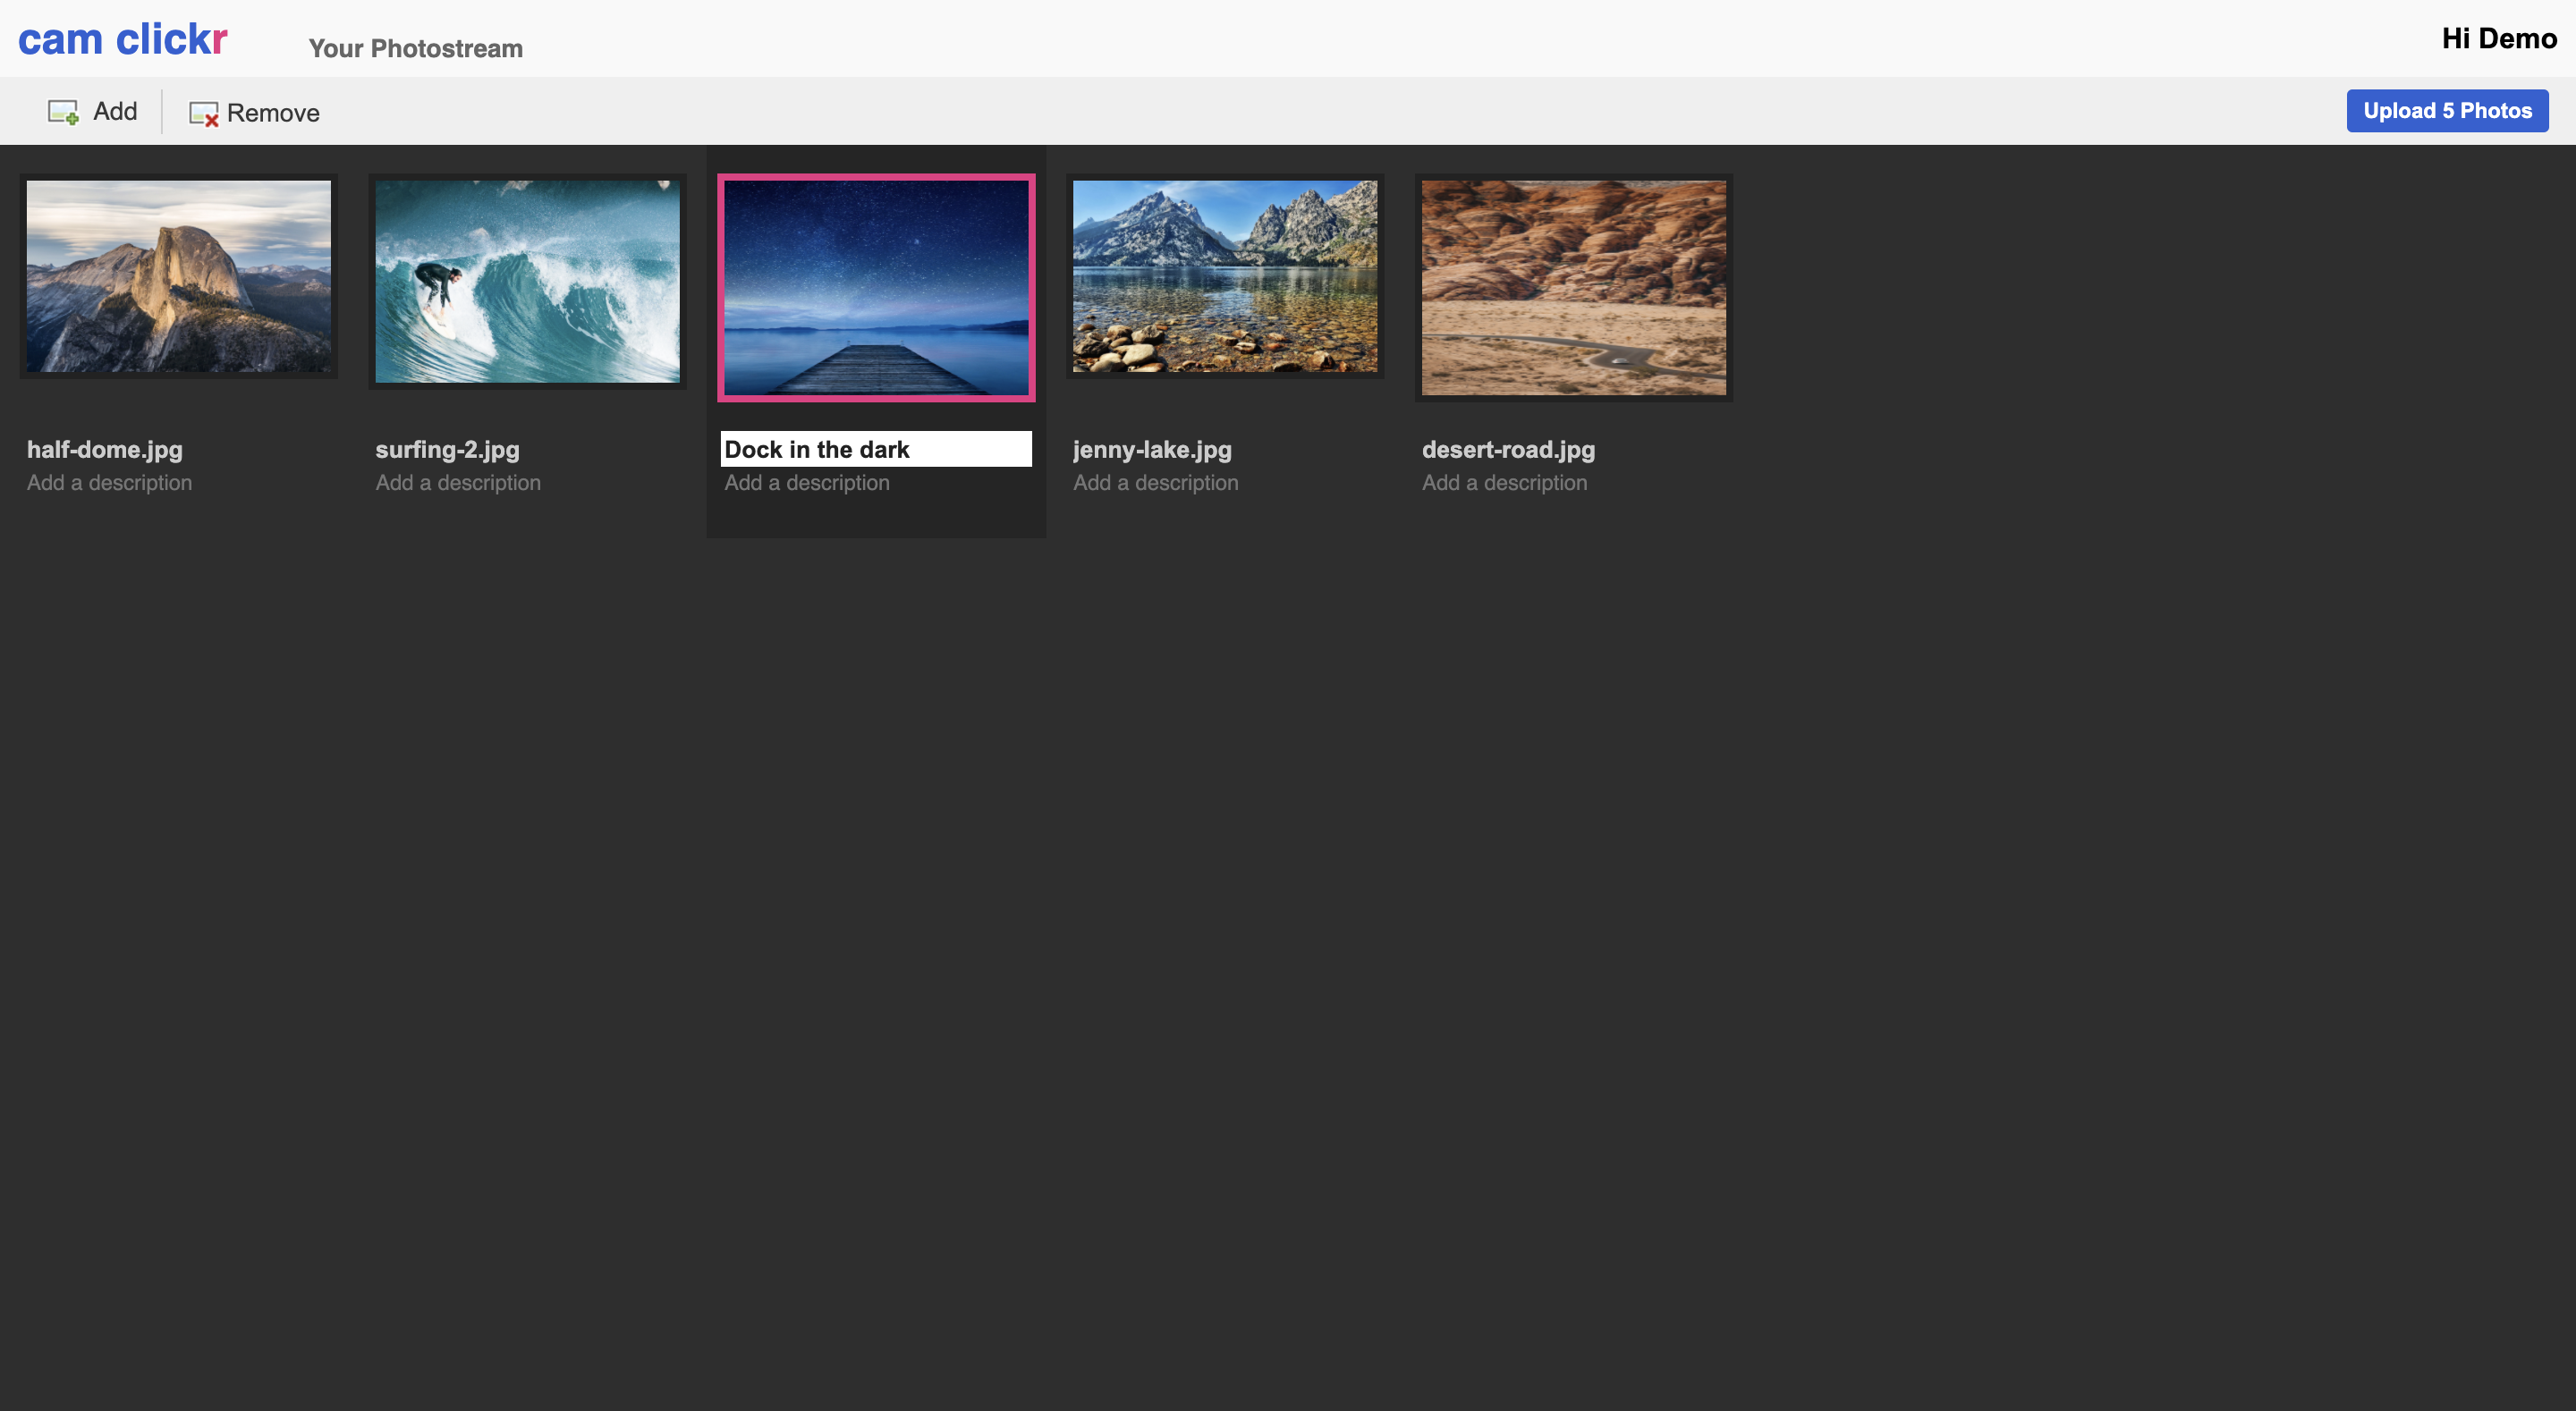 cam clickr
Your Photostream
Hi Demo
Add
Remove
Upload 5 Photos
half-dome.jpg
Add a description
surfing-2.jpg
Add a description
Dock in the dark
Add a description
jenny-lake.jpg
Add a description
desert-road.jpg
Add a description